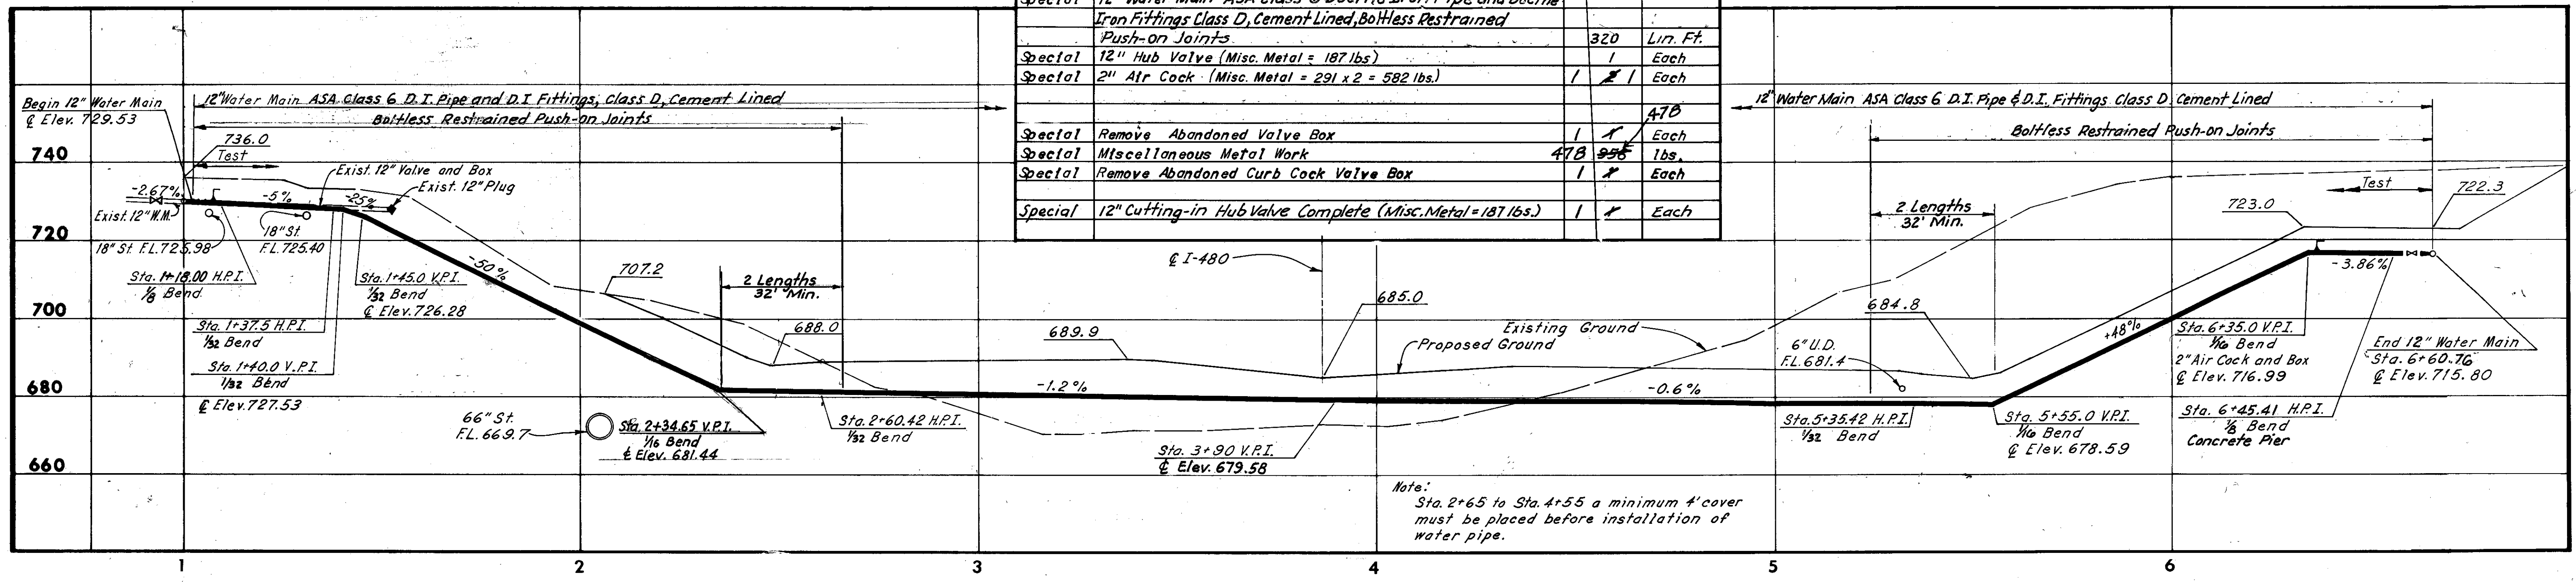 Special 12" Water Main ASA Class 6 Ductile Iron Pipe and Ductile
Iron Fittings Class D, Cement Lined, Boltless Restrained
Push-on Joints 320 Lin. Ft.
Special 12" Hub Valve (Misc. Metal = 187 lbs) 1 Each
Special 2" Air Cock (Misc. Metal = 291 x 2 = 582 lbs.) 1 2 1 Each
478
Special Remove Abandoned Valve Box 1 1 Each
Special Miscellaneous Metal Work 478 956 lbs.
Special Remove Abandoned Curb Cock Valve Box 1 1 Each
Special 12" Cutting-in Hub Valve Complete (Misc. Metal = 187 lbs.) 1 1 Each
Begin 12" Water Main
℄ Elev. 729.53
12" Water Main ASA Class 6 D.I. Pipe and D.I Fittings, Class D, Cement Lined
Boltless Restrained Push-on Joints
12" Water Main ASA Class 6 D.I. Pipe & D.I. Fittings Class D Cement Lined
Boltless Restrained Push-on Joints
740
720
700
680
660
736.0
Test
Exist. 12" Valve and Box
Exist. 12" Plug
-2.67%
-5%
-25%
Exist. 12" W.M.
18" St. F.L. 725.98
18" St.
F.L. 725.40
Sta. 1+18.00 H.P.I.
1/8 Bend
Sta. 1+45.0 V.P.I.
1/32 Bend
℄ Elev. 726.28
Sta. 1+37.5 H.P.I.
1/32 Bend
Sta. 1+40.0 V.P.I.
1/32 Bend
℄ Elev. 727.53
-50%
707.2
2 Lengths
32' Min.
688.0
66" St.
F.L. 669.7
Sta. 2+34.65 V.P.I.
1/16 Bend
℄ Elev. 681.44
Sta. 2+60.42 H.P.I.
1/32 Bend
689.9
-1.2%
℄ I-480
685.0
Existing Ground
Proposed Ground
Sta. 3+90 V.P.I.
℄ Elev. 679.58
Note:
Sta. 2+65 to Sta. 4+55 a minimum 4' cover
must be placed before installation of
water pipe.
-0.6%
684.8
6" U.D.
F.L. 681.4
2 Lengths
32' Min.
Sta. 5+35.42 H.P.I.
1/32 Bend
Sta. 5+55.0 V.P.I.
1/16 Bend
℄ Elev. 678.59
+48%
723.0
Test
722.3
-3.86%
Sta. 6+35.0 V.P.I.
1/16 Bend
2" Air Cock and Box
℄ Elev. 716.99
End 12" Water Main
Sta. 6+60.76
℄ Elev. 715.80
Sta. 6+45.41 H.P.I.
1/8 Bend
Concrete Pier
1 2 3 4 5 6